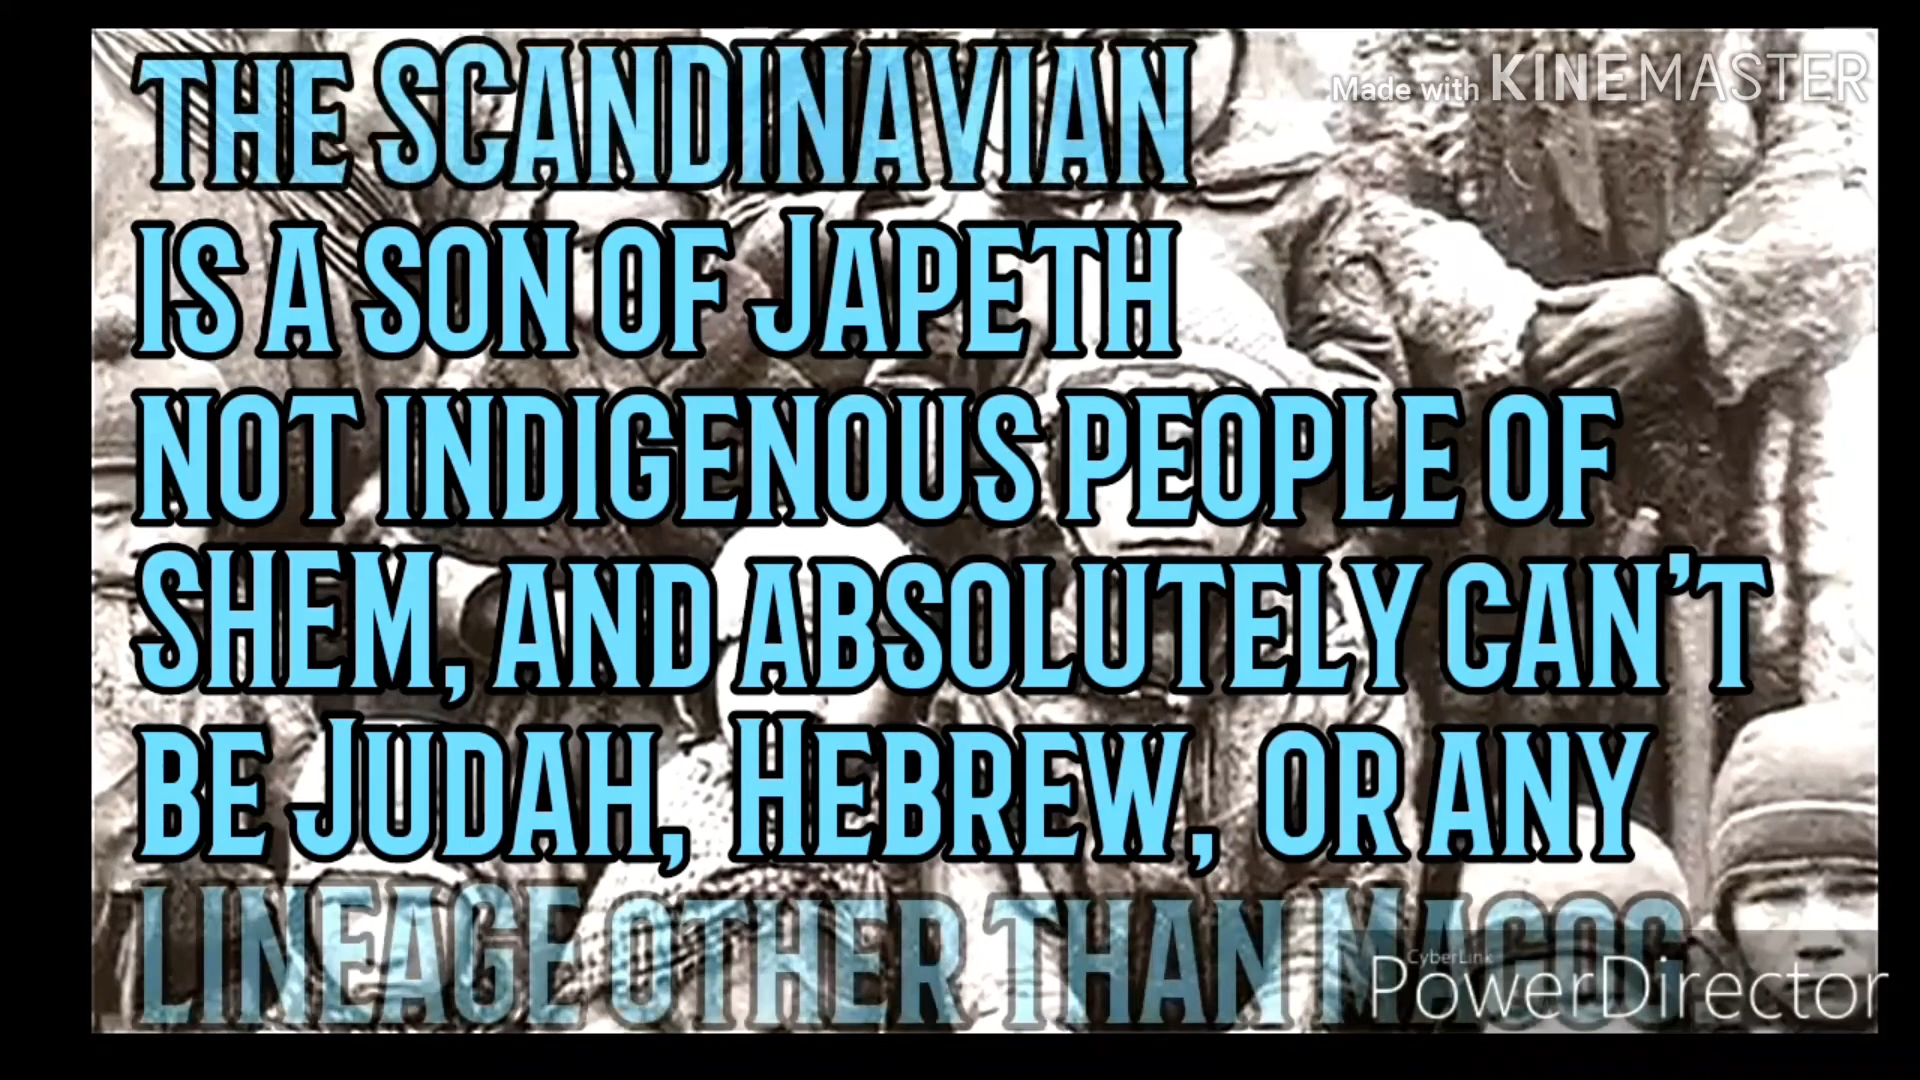 THE SCANDINAVIAN
IS A SON OF JAPETH
NOT INDIGENOUS PEOPLE OF
SHEM, AND ABSOLUTELY CAN'T
BE JUDAH, HEBREW, OR ANY
LINEAGE OTHER THAN MAGOG
Made with KINEMASTER
CyberLink
PowerDirector